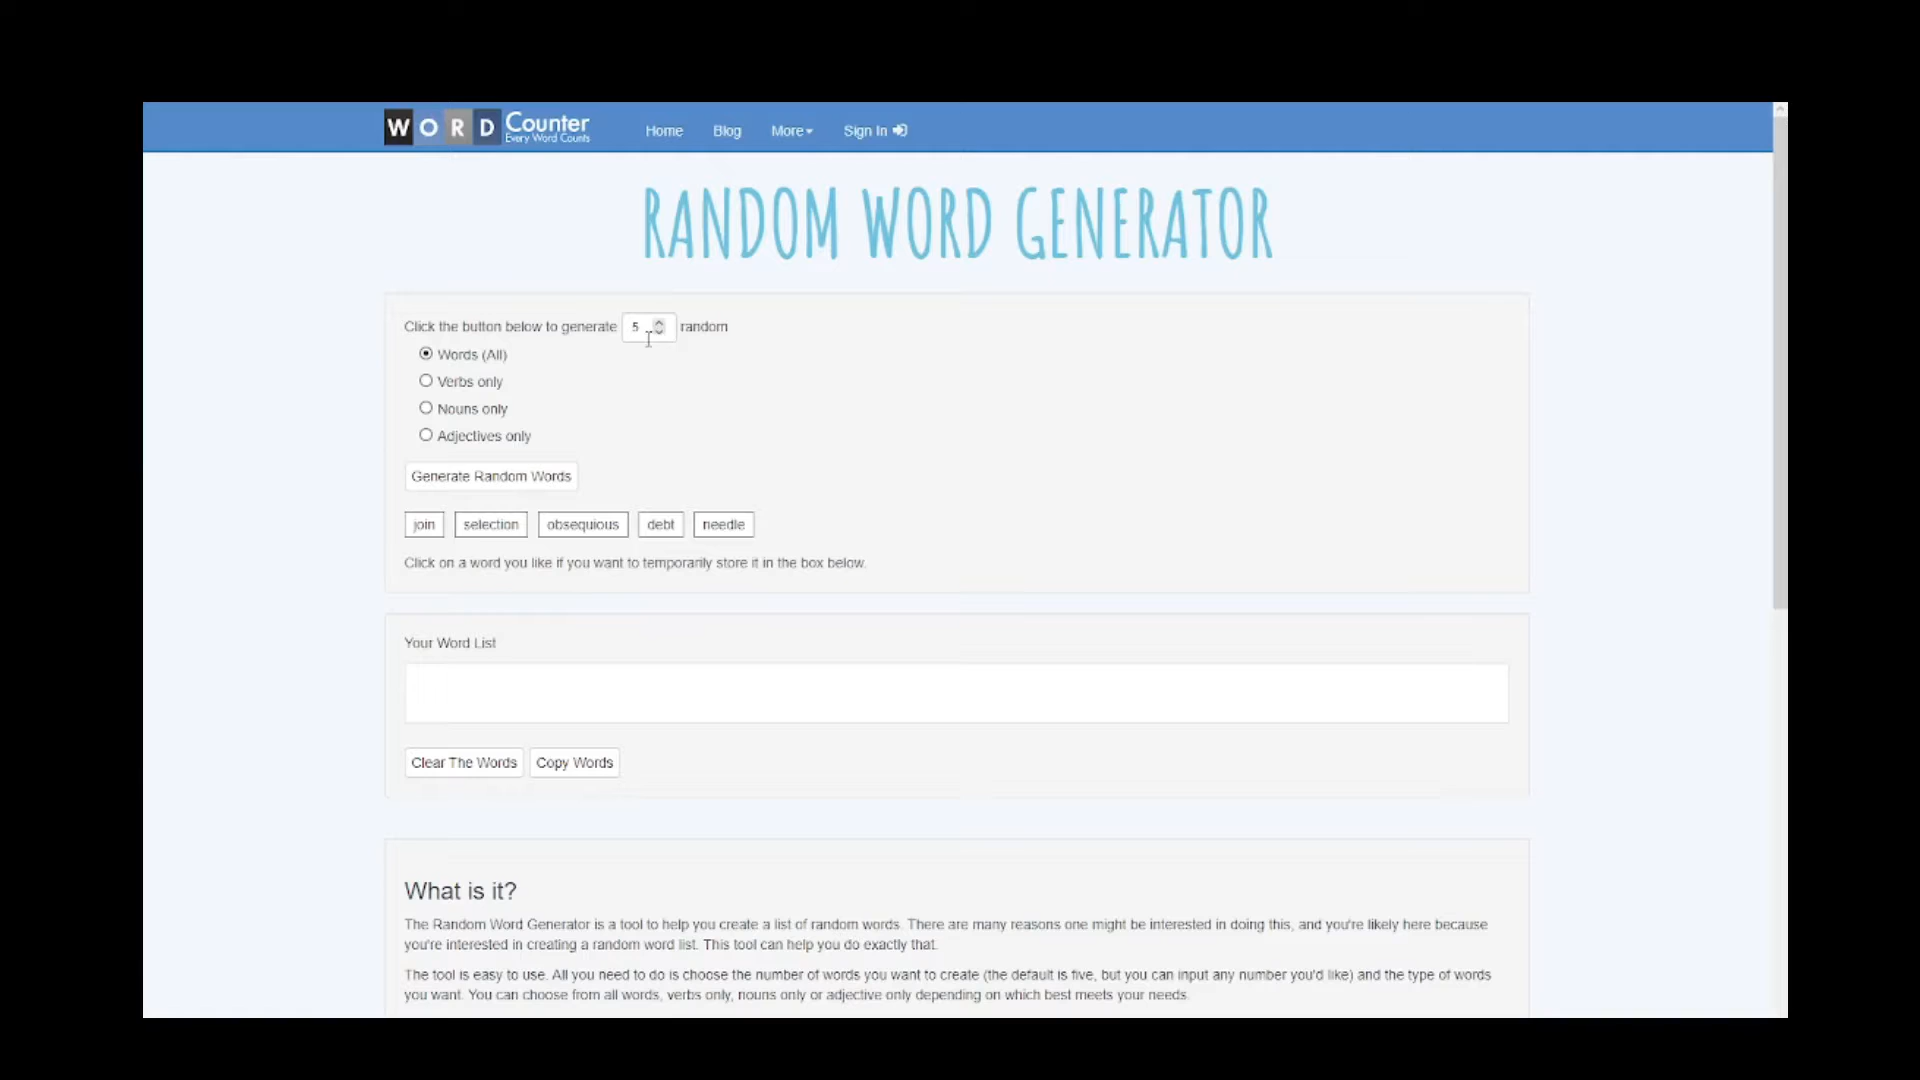 WORD Counter Every Word Counts Home Blog More Sign In
RANDOM WORD GENERATOR
Click the button below to generate 5 random
Words (All)
Verbs only
Nouns only
Adjectives only
Generate Random Words
join selection obsequious debt needle
Click on a word you like if you want to temporarily store it in the box below.
Your Word List
Clear The Words Copy Words
What is it?
The Random Word Generator is a tool to help you create a list of random words. There are many reasons one might be interested in doing this, and you're likely here because
you're interested in creating a random word list. This tool can help you do exactly that.
The tool is easy to use. All you need to do is choose the number of words you want to create (the default is five, but you can input any number you'd like) and the type of words
you want. You can choose from all words, verbs only, nouns only or adjective only depending on which best meets your needs.